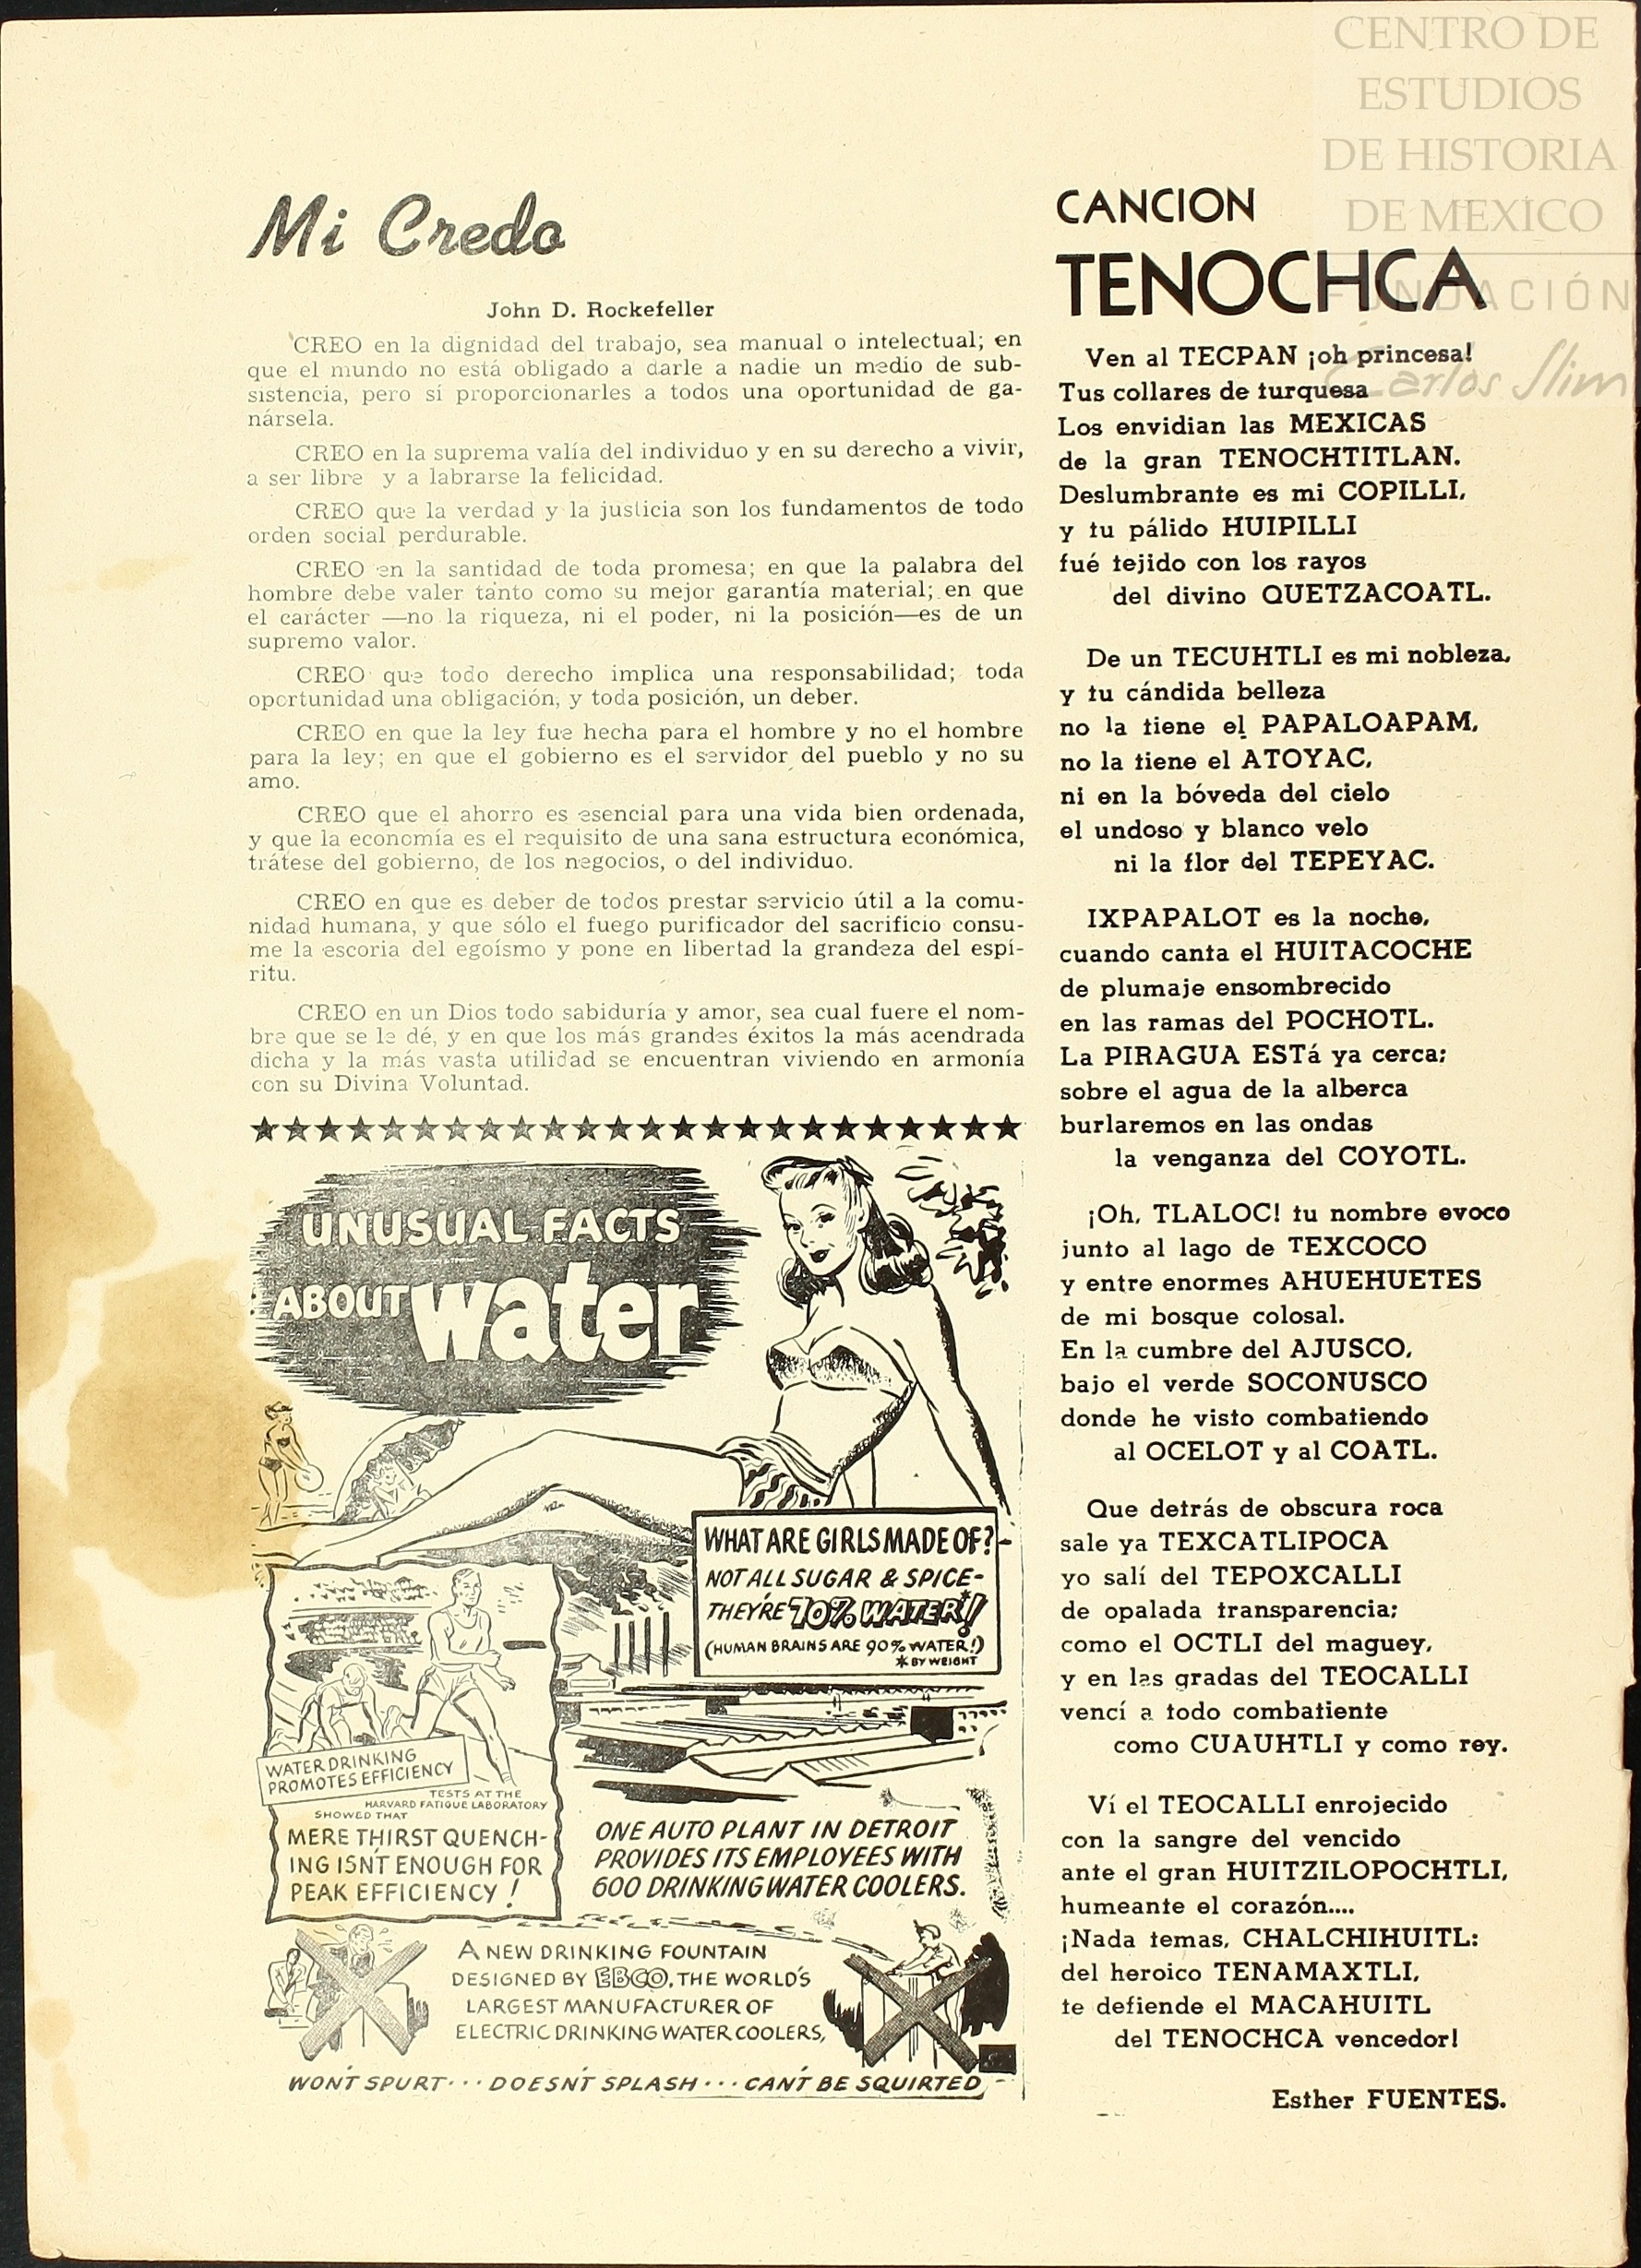 CENTRO DE
ESTUDIOS
DE HISTORIA
DE MEXICO
FUNDACIÓN
Carlos Slim
Mi Credo
John D. Rockefeller
CREO en la dignidad del trabajo, sea manual o intelectual; en
que el mundo no está obligado a darle a nadie un medio de sub-
sistencia, pero sí proporcionarles a todos una oportunidad de ga-
nársela.
CREO en la suprema valía del individuo y en su derecho a vivir,
a ser libre y a labrarse la felicidad.
CREO que la verdad y la justicia son los fundamentos de todo
orden social perdurable.
CREO en la santidad de toda promesa; en que la palabra del
hombre debe valer tanto como su mejor garantía material; en que
el carácter —no la riqueza, ni el poder, ni la posición—es de un
supremo valor.
CREO que todo derecho implica una responsabilidad; toda
oportunidad una obligación, y toda posición, un deber.
CREO en que la ley fue hecha para el hombre y no el hombre
para la ley; en que el gobierno es el servidor del pueblo y no su
amo.
CREO que el ahorro es esencial para una vida bien ordenada,
y que la economía es el requisito de una sana estructura económica,
trátese del gobierno, de los negocios, o del individuo.
CREO en que es deber de todos prestar servicio útil a la comu-
nidad humana, y que sólo el fuego purificador del sacrificio consu-
me la escoria del egoísmo y pone en libertad la grandeza del espí-
ritu.
CREO en un Dios todo sabiduría y amor, sea cual fuere el nom-
bre que se le dé, y en que los más grandes éxitos la más acendrada
dicha y la más vasta utilidad se encuentran viviendo en armonía
con su Divina Voluntad.
UNUSUAL FACTS
ABOUT water
WHAT ARE GIRLS MADE OF?
NOT ALL SUGAR & SPICE-
THEY'RE 70% WATER*!
(HUMAN BRAINS ARE 90% WATER!)
* BY WEIGHT
WATER DRINKING
PROMOTES EFFICIENCY
TESTS AT THE
HARVARD FATIGUE LABORATORY
SHOWED THAT
MERE THIRST QUENCH-
ING ISN'T ENOUGH FOR
PEAK EFFICIENCY!
ONE AUTO PLANT IN DETROIT
PROVIDES ITS EMPLOYEES WITH
600 DRINKING WATER COOLERS.
A NEW DRINKING FOUNTAIN
DESIGNED BY EBCO, THE WORLD'S
LARGEST MANUFACTURER OF
ELECTRIC DRINKING WATER COOLERS,
WON'T SPURT... DOESN'T SPLASH... CAN'T BE SQUIRTED
CANCION
TENOCHCA
Ven al TECPAN ¡oh princesa!
Tus collares de turquesa
Los envidian las MEXICAS
de la gran TENOCHTITLAN.
Deslumbrante es mi COPILLI,
y tu pálido HUIPILLI
fué tejido con los rayos
del divino QUETZACOATL.
De un TECUHTLI es mi nobleza,
y tu cándida belleza
no la tiene el PAPALOAPAM,
no la tiene el ATOYAC,
ni en la bóveda del cielo
el undoso y blanco velo
ni la flor del TEPEYAC.
IXPAPALOT es la noche,
cuando canta el HUITACOCHE
de plumaje ensombrecido
en las ramas del POCHOTL.
La PIRAGUA ESTá ya cerca;
sobre el agua de la alberca
burlaremos en las ondas
la venganza del COYOTL.
¡Oh, TLALOC! tu nombre evoco
junto al lago de TEXCOCO
y entre enormes AHUEHUETES
de mi bosque colosal.
En la cumbre del AJUSCO,
bajo el verde SOCONUSCO
donde he visto combatiendo
al OCELOT y al COATL.
Que detrás de obscura roca
sale ya TEXCATLIPOCA
yo salí del TEPOXCALLI
de opalada transparencia;
como el OCTLI del maguey,
y en las gradas del TEOCALLI
vencí a todo combatiente
como CUAUHTLI y como rey.
Ví el TEOCALLI enrojecido
con la sangre del vencido
ante el gran HUITZILOPOCHTLI,
humeante el corazón....
¡Nada temas, CHALCHIHUITL:
del heroico TENAMAXTLI,
te defiende el MACAHUITL
del TENOCHCA vencedor!
Esther FUENTES.